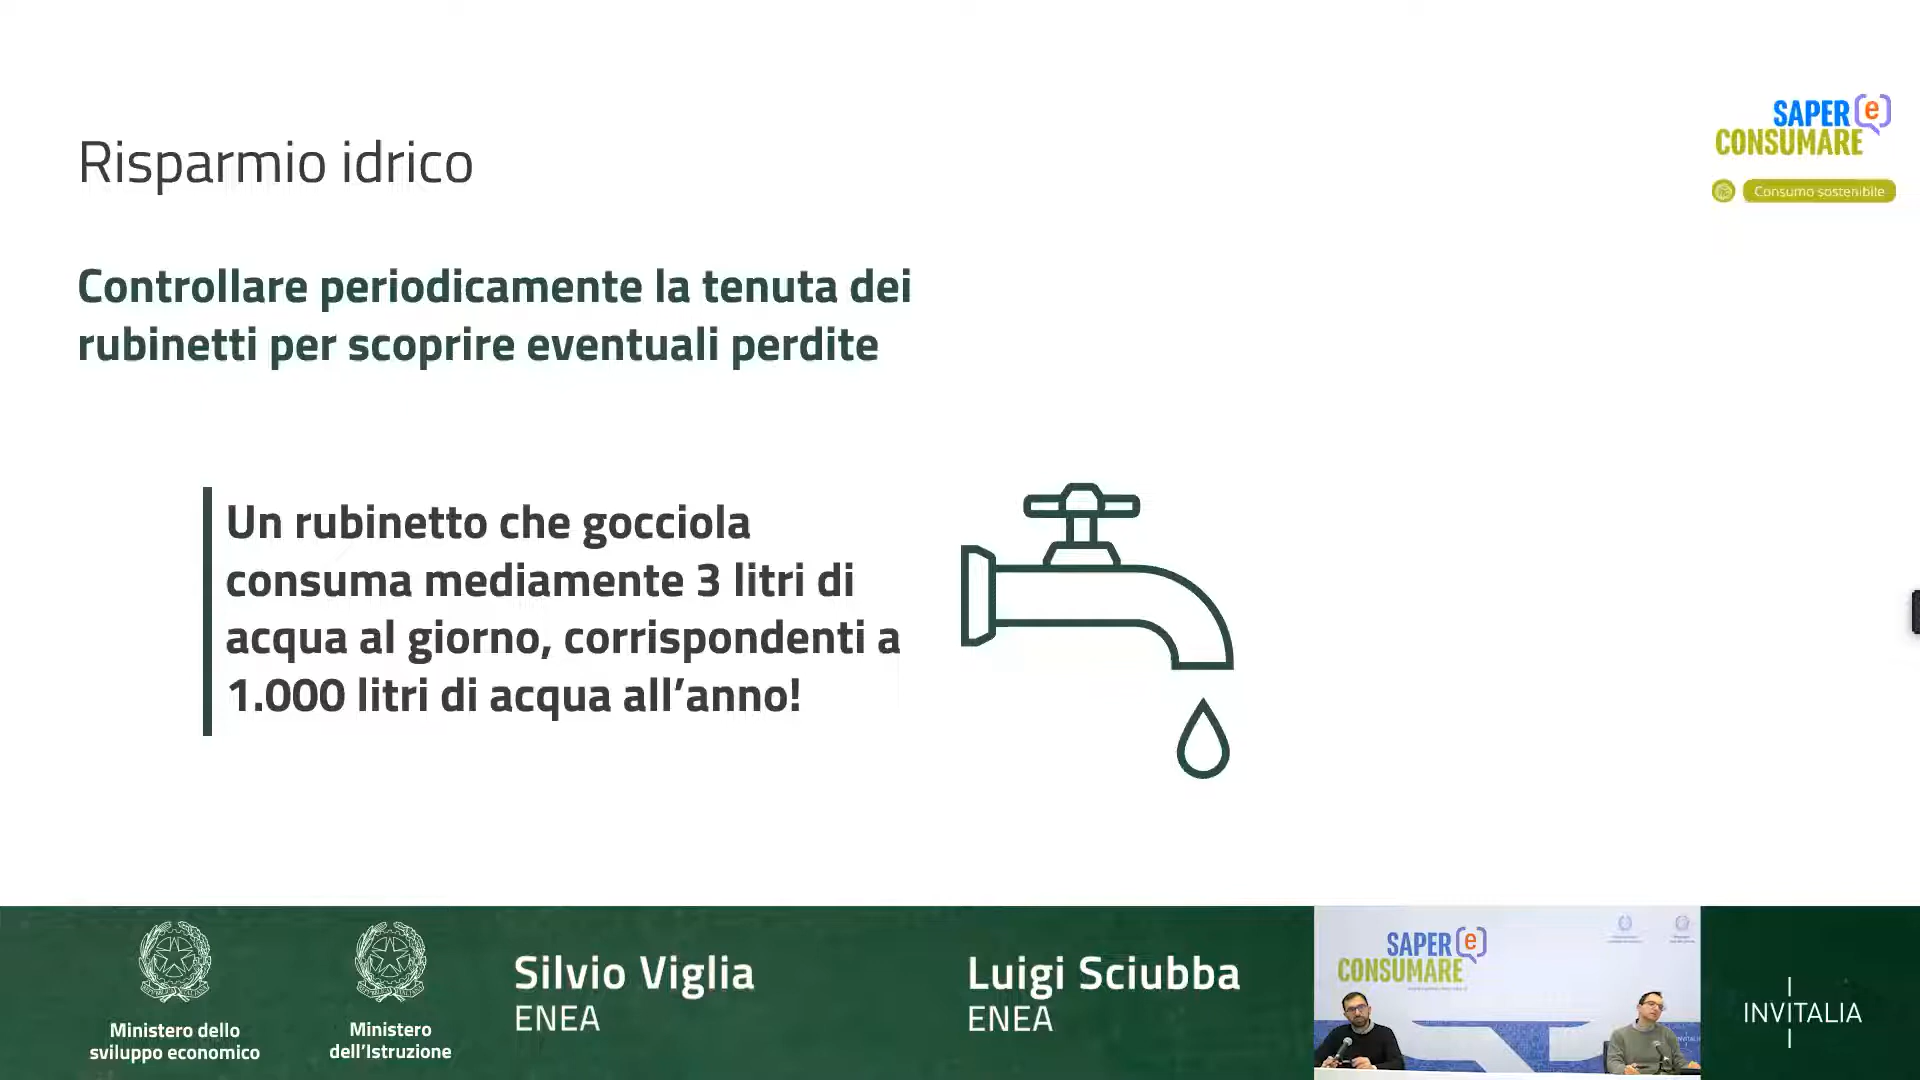 SAPER(e)
CONSUMARE
Consumo sostenibile
Risparmio idrico
Controllare periodicamente la tenuta dei
rubinetti per scoprire eventuali perdite
Un rubinetto che gocciola
consuma mediamente 3 litri di
acqua al giorno, corrispondenti a
1.000 litri di acqua all’anno!
Ministero dello
sviluppo economico
Ministero
dell’Istruzione
Silvio Viglia
ENEA
Luigi Sciubba
ENEA
SAPER(e)
CONSUMARE
INVITALIA